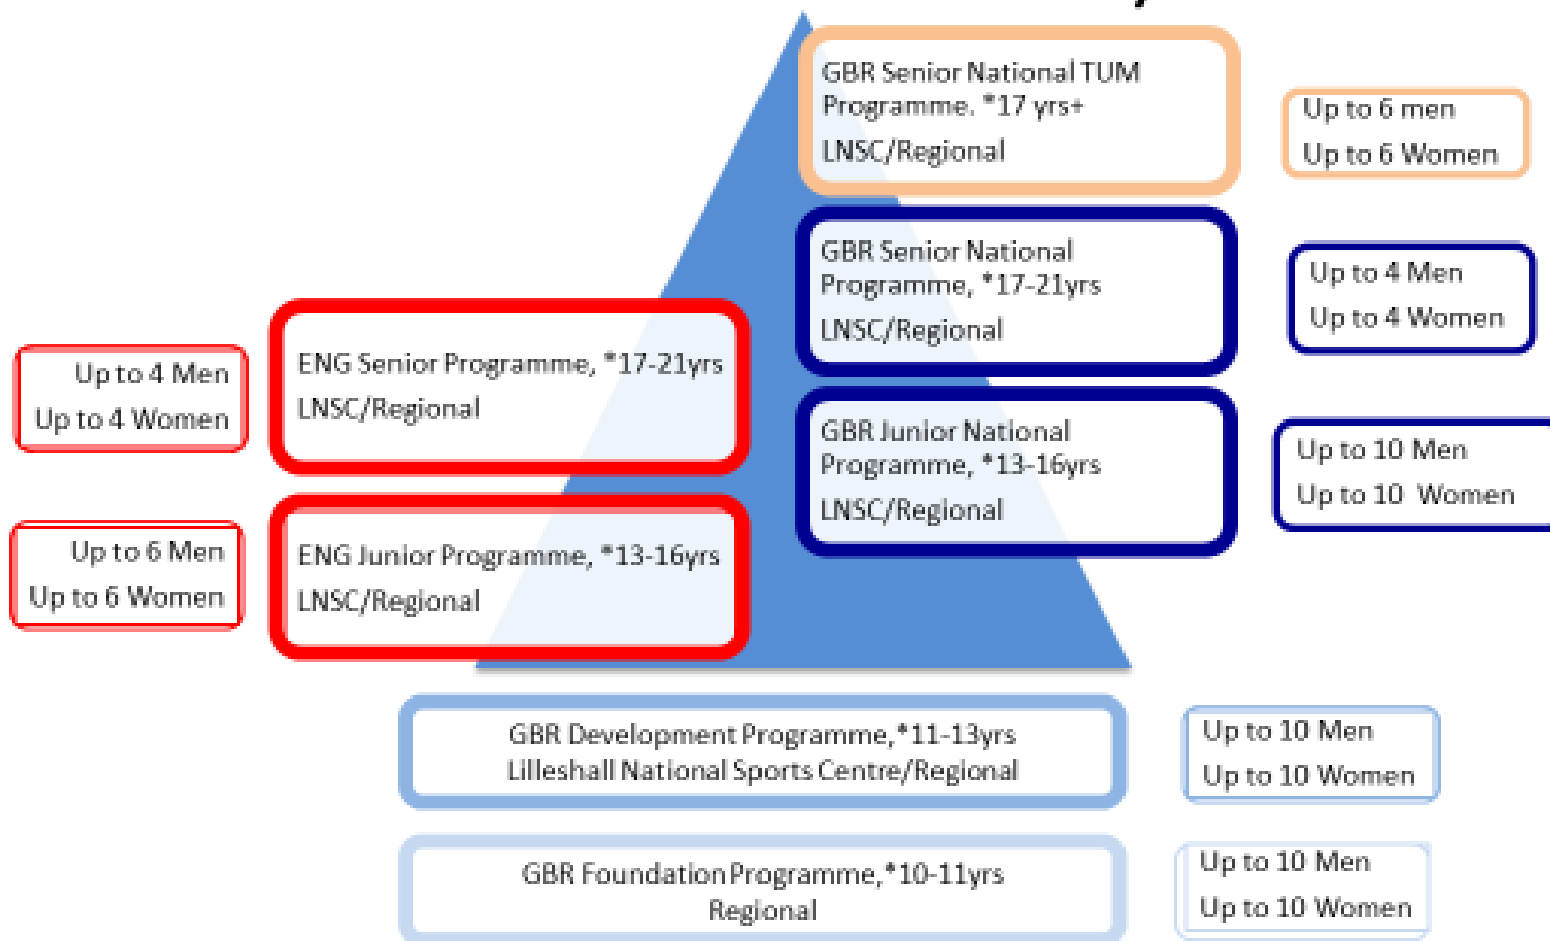 GBR Senior National TUM
Programme. *17 yrs+
LNSC/Regional
Up to 6 men
Up to 6 Women
GBR Senior National
Programme, *17-21yrs
LNSC/Regional
Up to 4 Men
Up to 4 Women
ENG Senior Programme, *17-21yrs
LNSC/Regional
Up to 4 Men
Up to 4 Women
GBR Junior National
Programme, *13-16yrs
LNSC/Regional
Up to 10 Men
Up to 10 Women
ENG Junior Programme, *13-16yrs
LNSC/Regional
Up to 6 Men
Up to 6 Women
GBR Development Programme,*11-13yrs
Lilleshall National Sports Centre/Regional
Up to 10 Men
Up to 10 Women
GBR Foundation Programme,*10-11yrs
Regional
Up to 10 Men
Up to 10 Women